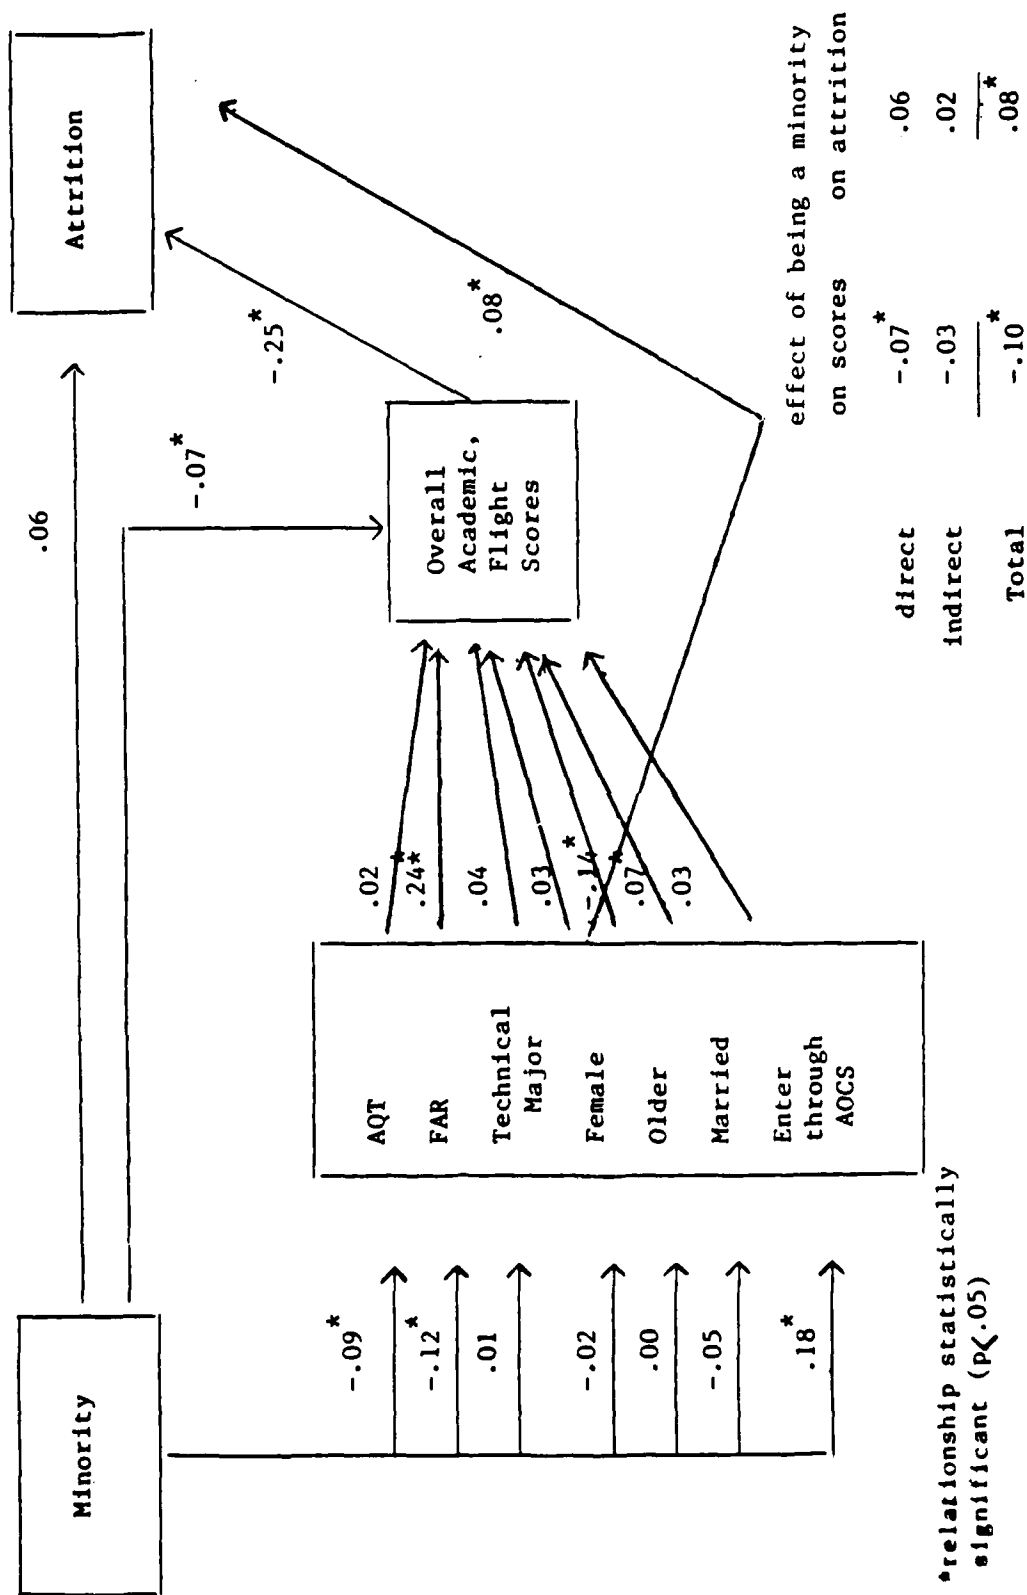 Minority
Attrition
.06
-.07*
-.25*
.08*
-.09*
-.12*
.01
-.02
.00
-.05
.18*
AQT
FAR
Technical
Major
Female
Older
Married
Enter
through
AOCS
.02
.24*
.04
.03
-.14*
.07*
.03
Overall
Academic,
Flight
Scores
effect of being a minority
on scores on attrition
direct -.07* .06
indirect -.03 .02
Total -.10* .08*
*relationship statistically
significant (p<.05)